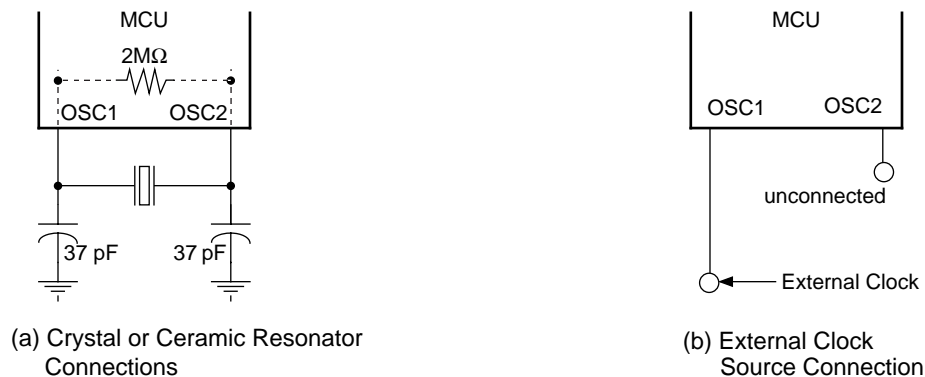 MCU
2MΩ
OSC1 OSC2
37 pF 37 pF
(a) Crystal or Ceramic Resonator
Connections
MCU
OSC1 OSC2
unconnected
External Clock
(b) External Clock
Source Connection